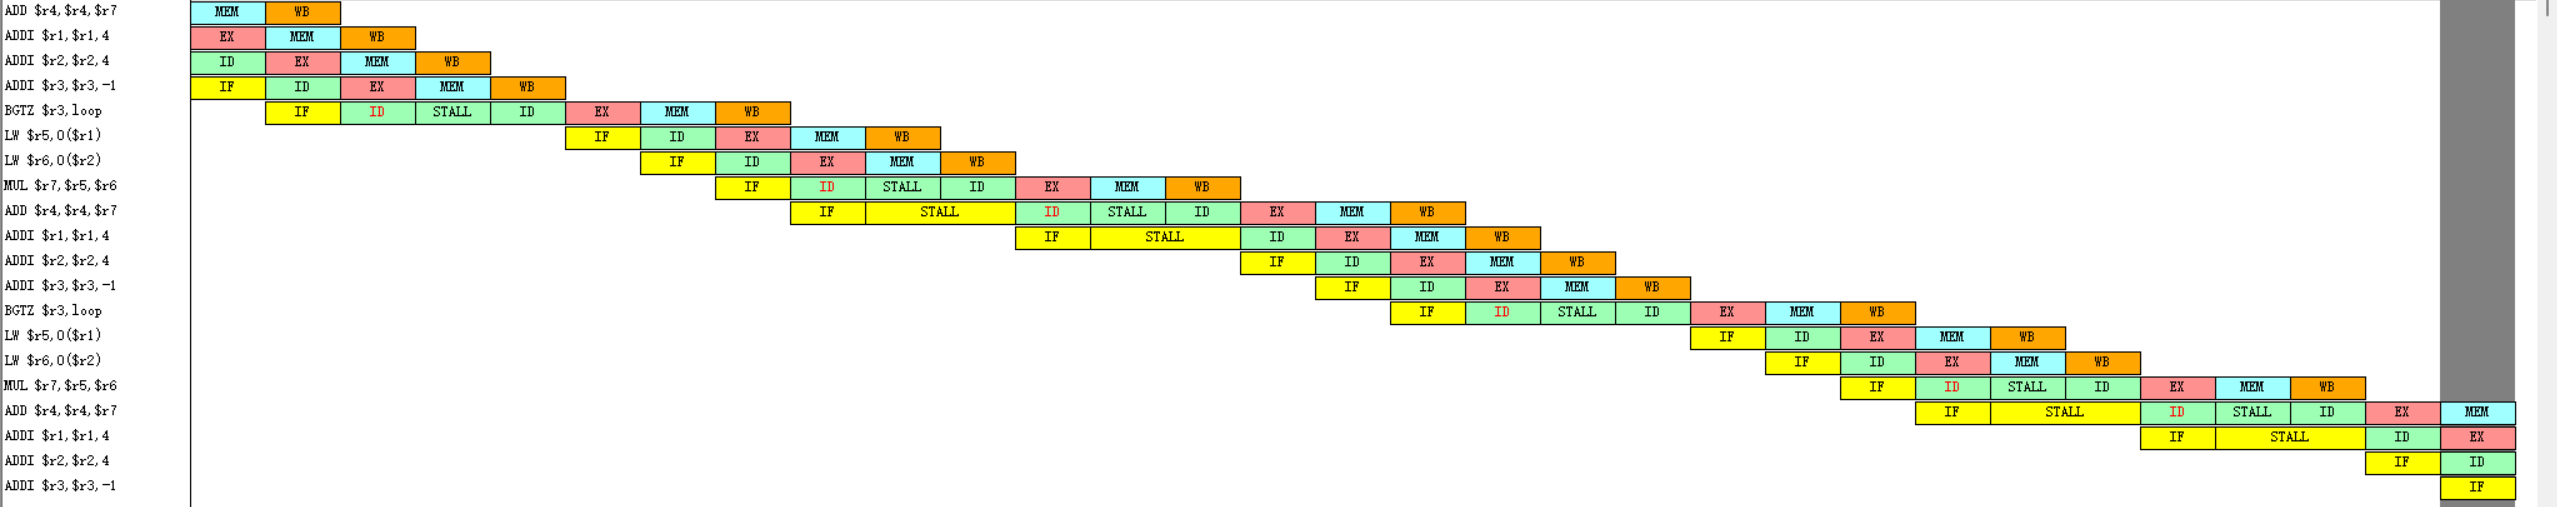 ADD $r4,$r4,$r7 MEM WB
ADDI $r1,$r1,4 EX MEM WB
ADDI $r2,$r2,4 ID EX MEM WB
ADDI $r3,$r3,-1 IF ID EX MEM WB
BGTZ $r3,loop IF ID STALL ID EX MEM WB
LW $r5,0($r1) IF ID EX MEM WB
LW $r6,0($r2) IF ID EX MEM WB
MUL $r7,$r5,$r6 IF ID STALL ID EX MEM WB
ADD $r4,$r4,$r7 IF STALL ID STALL ID EX MEM WB
ADDI $r1,$r1,4 IF STALL ID EX MEM WB
ADDI $r2,$r2,4 IF ID EX MEM WB
ADDI $r3,$r3,-1 IF ID EX MEM WB
BGTZ $r3,loop IF ID STALL ID EX MEM WB
LW $r5,0($r1) IF ID EX MEM WB
LW $r6,0($r2) IF ID EX MEM WB
MUL $r7,$r5,$r6 IF ID STALL ID EX MEM WB
ADD $r4,$r4,$r7 IF STALL ID STALL ID EX MEM
ADDI $r1,$r1,4 IF STALL ID EX
ADDI $r2,$r2,4 IF ID
ADDI $r3,$r3,-1 IF